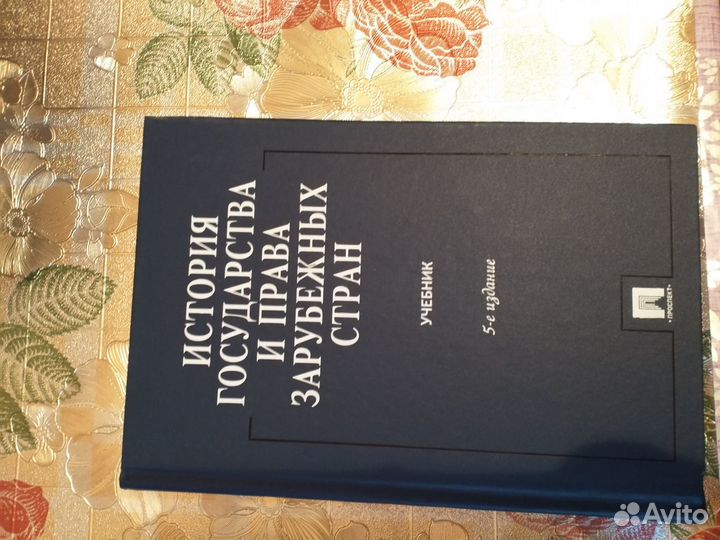 ИСТОРИЯ
ГОСУДАРСТВА
И ПРАВА
ЗАРУБЕЖНЫХ
СТРАН
УЧЕБНИК
5-е издание
•ПРОСПЕКТ•
Avito